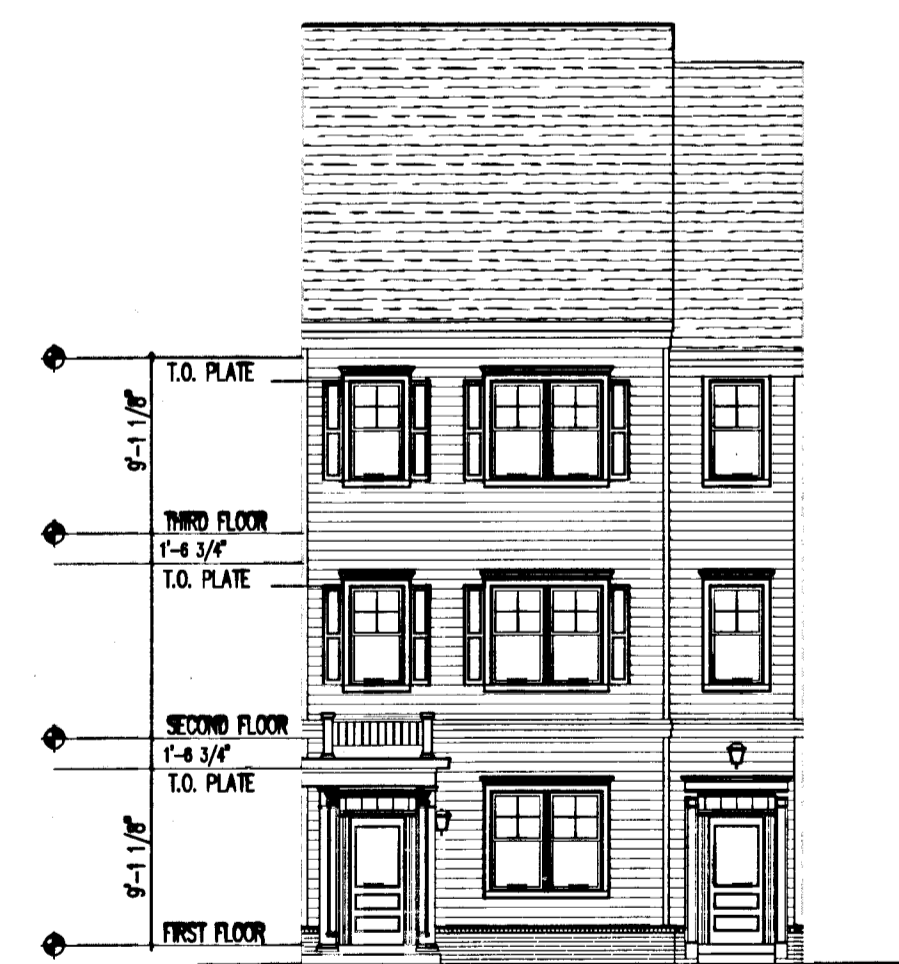 T.O. PLATE
9'-1 1/8"
THIRD FLOOR
1'-6 3/4"
T.O. PLATE
SECOND FLOOR
1'-6 3/4"
T.O. PLATE
9'-1 1/8"
FIRST FLOOR